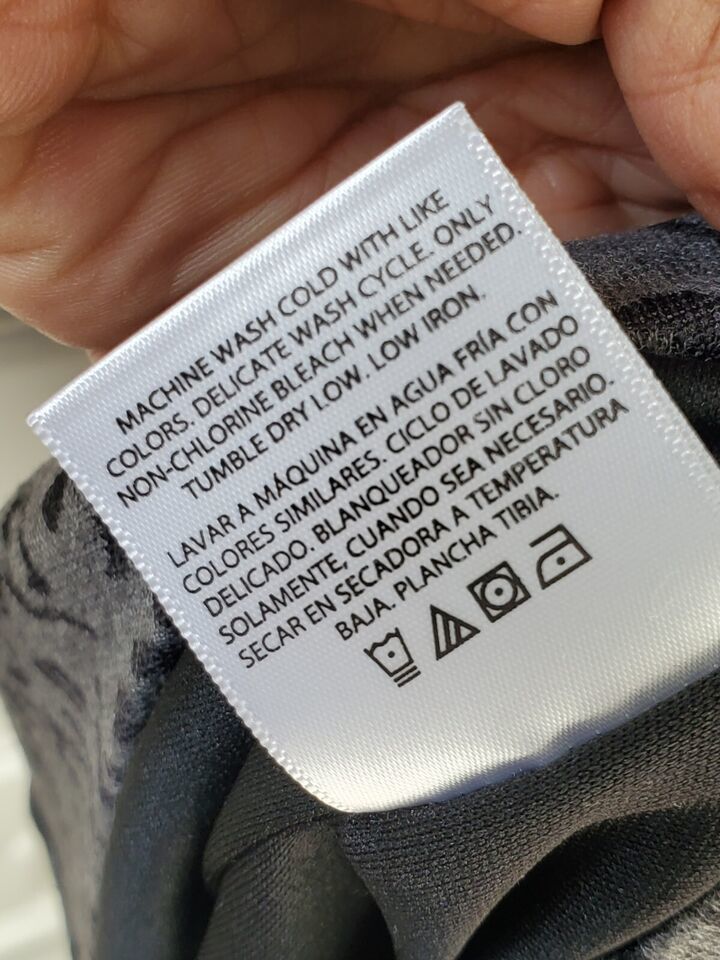 MACHINE WASH COLD WITH LIKE
COLORS. DELICATE WASH CYCLE. ONLY
NON-CHLORINE BLEACH WHEN NEEDED.
TUMBLE DRY LOW. LOW IRON.
LAVAR A MÁQUINA EN AGUA FRÍA CON
COLORES SIMILARES. CICLO DE LAVADO
DELICADO. BLANQUEADOR SIN CLORO
SOLAMENTE, CUANDO SEA NECESARIO.
SECAR EN SECADORA A TEMPERATURA
BAJA. PLANCHA TIBIA.